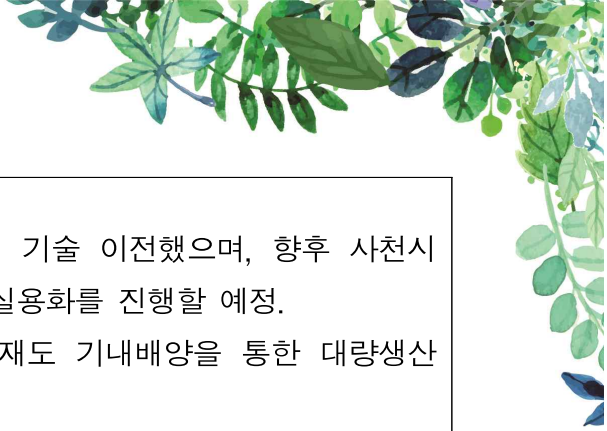 기술 이전했으며, 향후 사천시
실용화를 진행할 예정.
재도 기내배양을 통한 대량생산